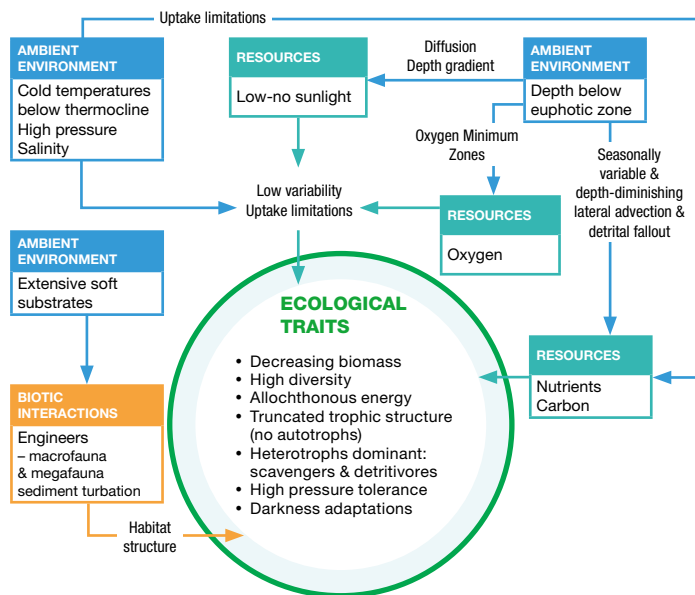 Uptake limitations
AMBIENT
ENVIRONMENT
Cold temperatures
below thermocline
High pressure
Salinity
RESOURCES
Low-no sunlight
Diffusion
Depth gradient
AMBIENT
ENVIRONMENT
Depth below
euphotic zone
Oxygen Minimum
Zones
Seasonally
variable &
depth-diminishing
lateral advection &
detrital fallout
Low variability
Uptake limitations
RESOURCES
Oxygen
AMBIENT
ENVIRONMENT
Extensive soft
substrates
ECOLOGICAL
TRAITS
• Decreasing biomass
• High diversity
• Allochthonous energy
• Truncated trophic structure
(no autotrophs)
• Heterotrophs dominant:
scavengers & detritivores
• High pressure tolerance
• Darkness adaptations
RESOURCES
Nutrients
Carbon
BIOTIC
INTERACTIONS
Engineers
– macrofauna
& megafauna
sediment turbation
Habitat
structure